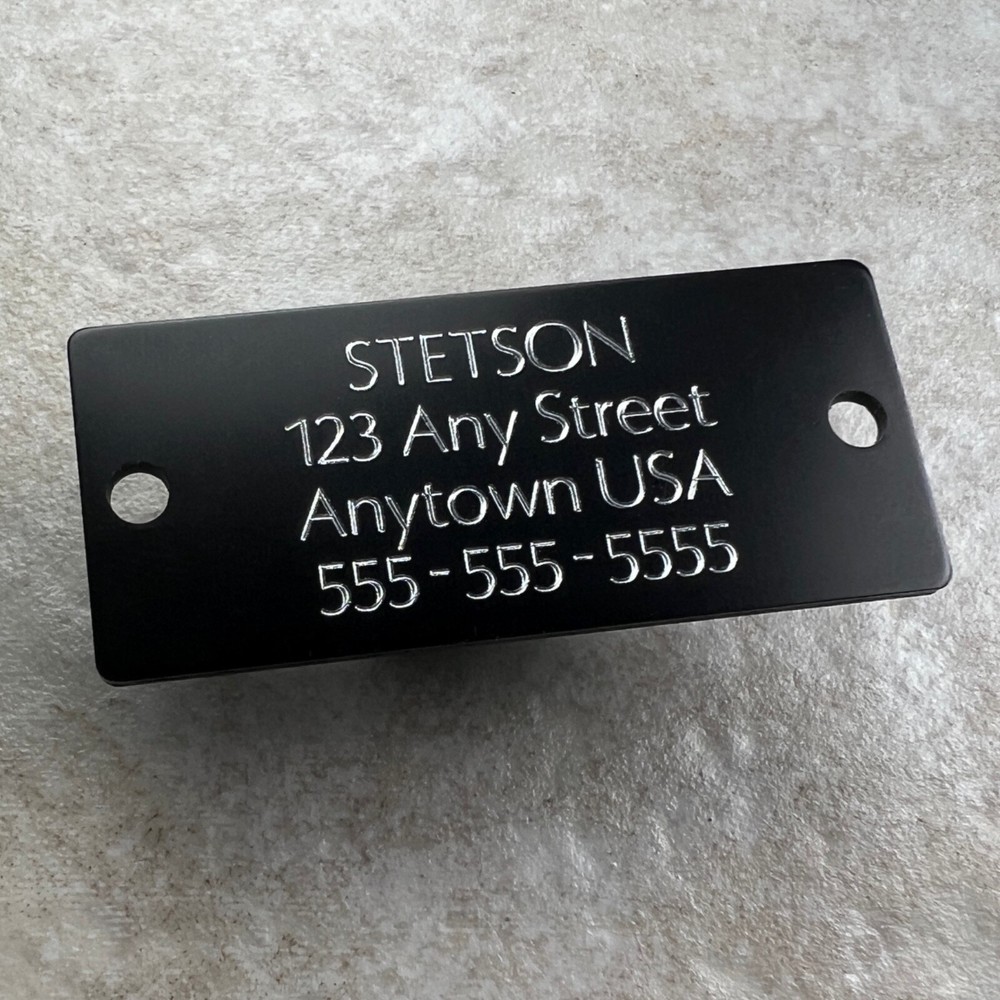 STETSON
123 Any Street
Anytown USA
555-555-5555